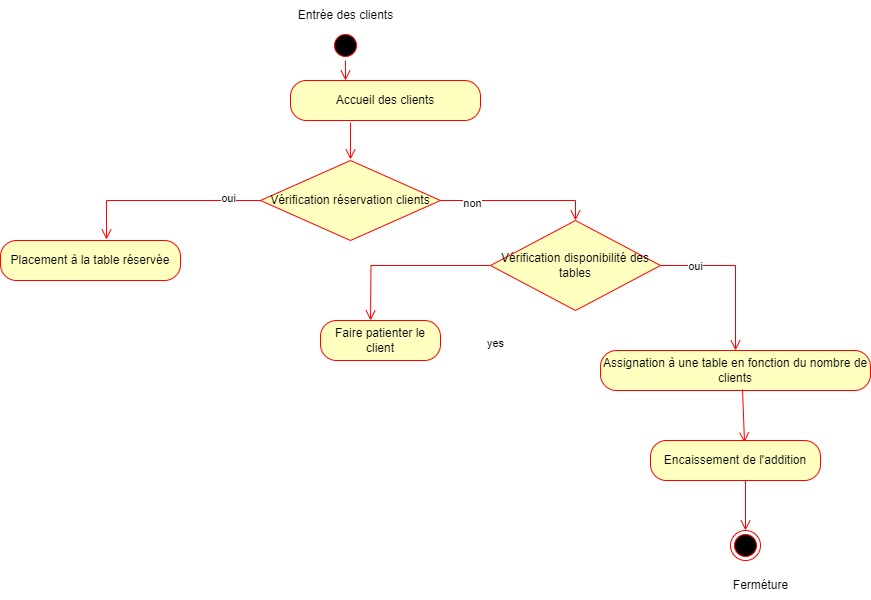 Entrée des clients
Accueil des clients
Vérification réservation clients
oui
non
Placement à la table réservée
Vérification disponibilité des
tables
oui
Faire patienter le
client
yes
Assignation à une table en fonction du nombre de
clients
Encaissement de l'addition
Ferméture